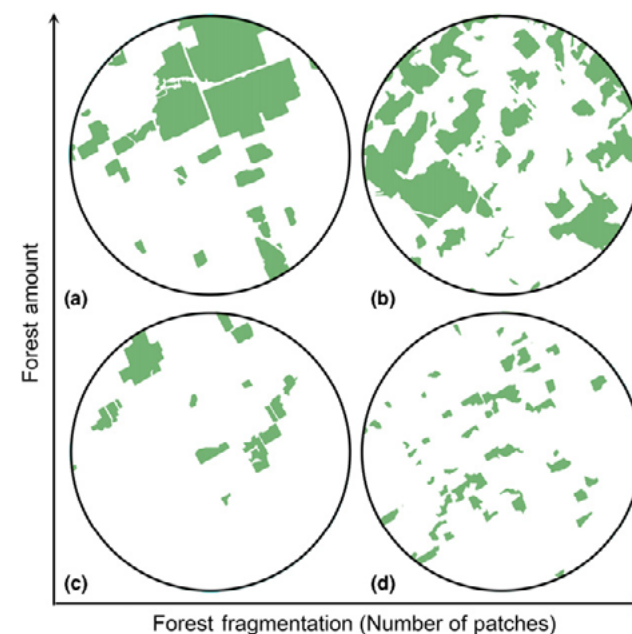 Forest amount
(a)
(b)
(c)
(d)
Forest fragmentation (Number of patches)